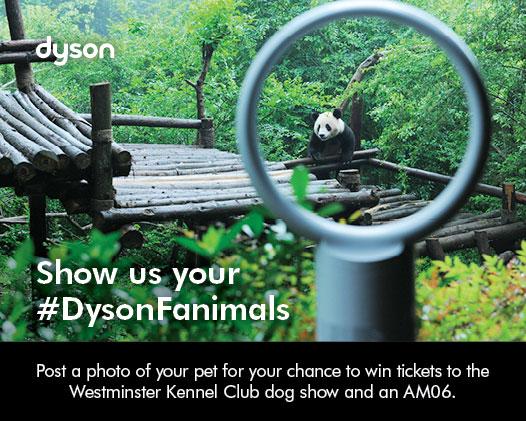 dyson
Show us your
#DysonFanimals
Post a photo of your pet for your chance to win tickets to the
Westminster Kennel Club dog show and an AM06.